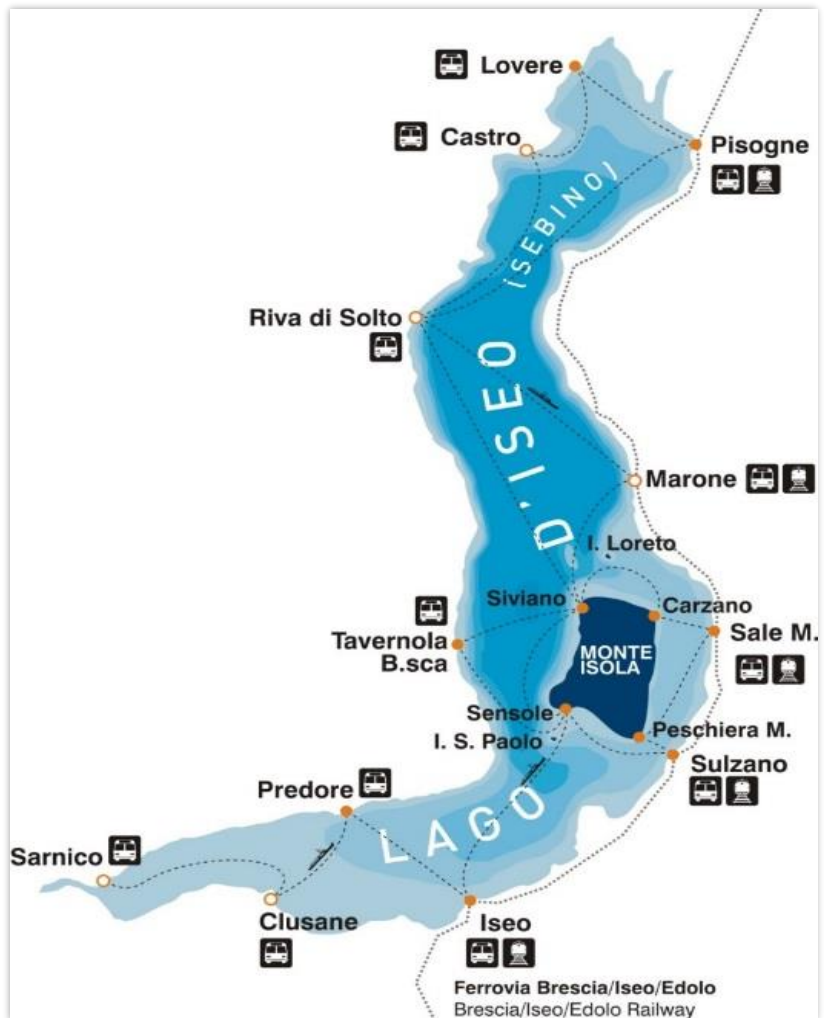 Lovere
Castro
Pisogne
(SEBINO)
Riva di Solto
D'ISEO
Marone
I. Loreto
Siviano
Carzano
Tavernola
B.sca
Sale M.
MONTE
ISOLA
Sensole
I. S. Paolo
Peschiera M.
Sulzano
Predore
LAGO
Sarnico
Clusane
Iseo
Ferrovia Brescia/Iseo/Edolo
Brescia/Iseo/Edolo Railway